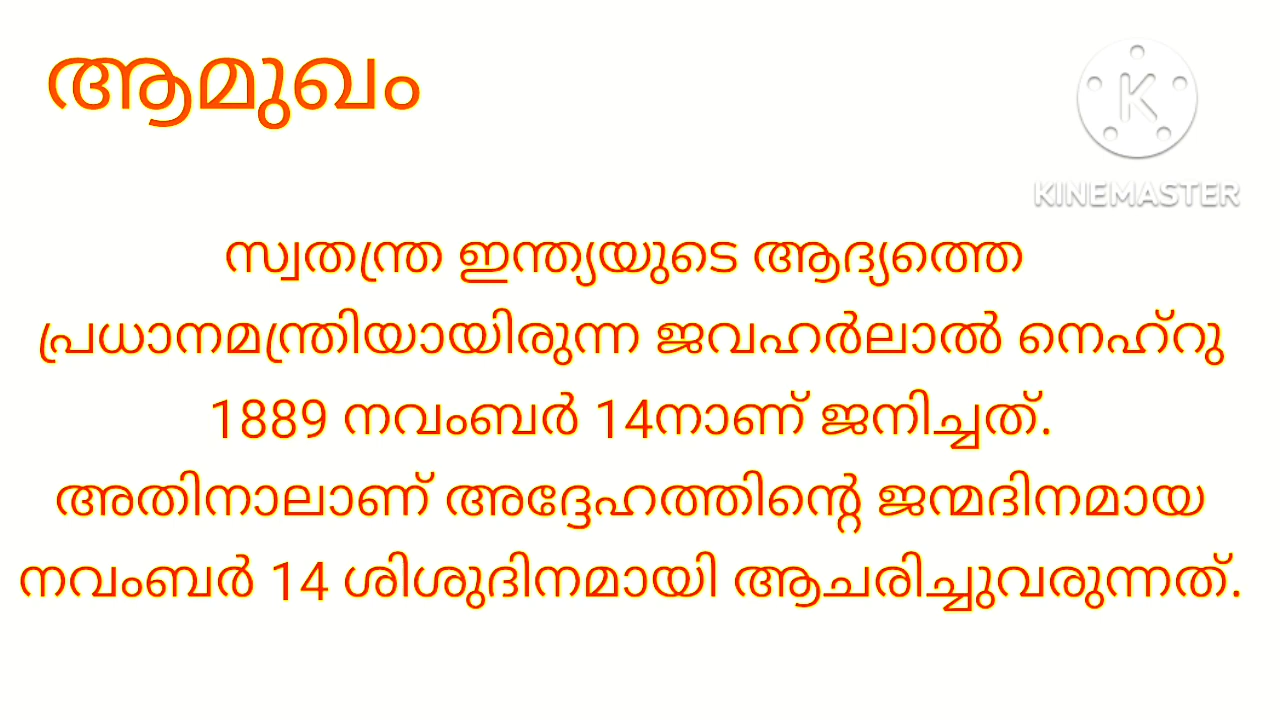 ആമുഖം
KINEMASTER
സ്വതന്ത്ര ഇന്ത്യയുടെ ആദ്യത്തെ
പ്രധാനമന്ത്രിയായിരുന്ന ജവഹർലാൽ നെഹ്റു
1889 നവംബർ 14നാണ് ജനിച്ചത്.
അതിനാലാണ് അദ്ദേഹത്തിന്റെ ജന്മദിനമായ
നവംബർ 14 ശിശുദിനമായി ആചരിച്ചുവരുന്നത്.